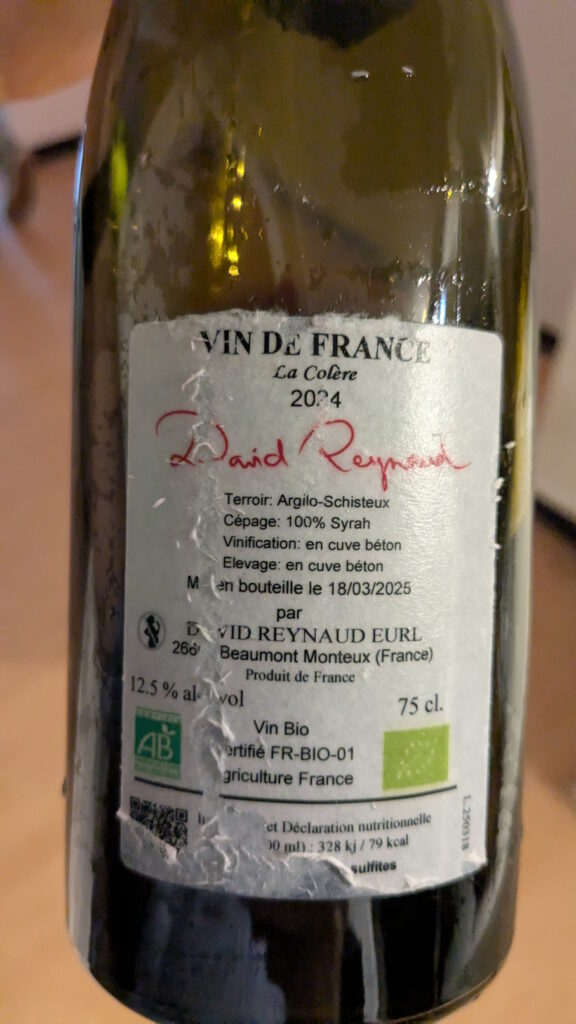 VIN DE FRANCE
La Colère
2024
David Reynaud
Terroir: Argilo-Schisteux
Cépage: 100% Syrah
Vinification: en cuve béton
Elevage: en cuve béton
M en bouteille le 18/03/2025
par
D VID REYNAUD EURL
Beaumont Monteux (France)
Produit de France
12.5 % al vol
75 cl.
Vin Bio
AB
ertifié FR-BIO-01
griculture France
et Déclaration nutritionnelle
00 ml) : 328 kj / 79 kcal
sulfites
L.250318